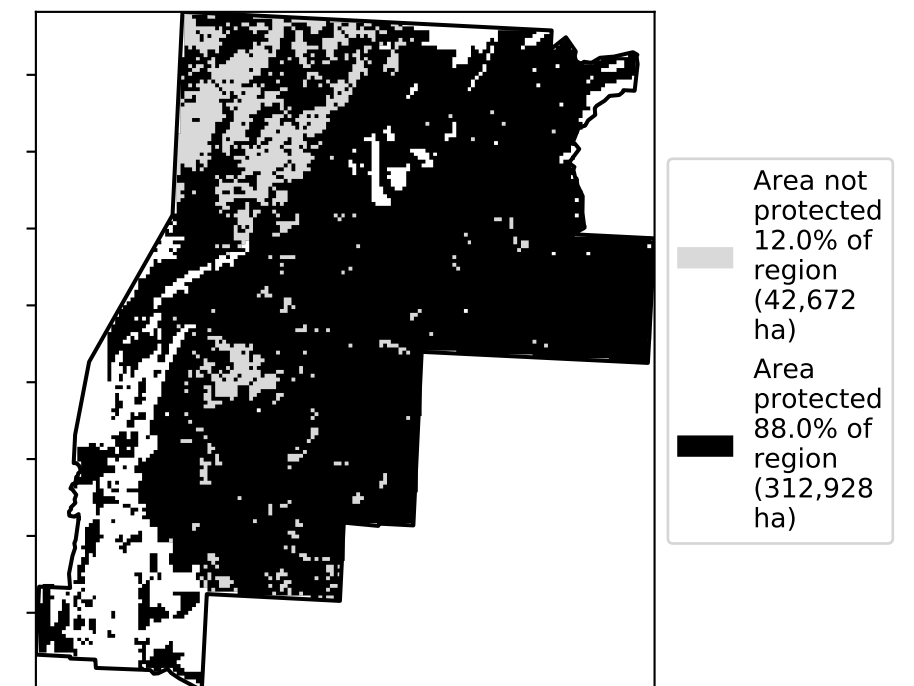 Area not
protected
12.0% of
region
(42,672
ha)
Area
protected
88.0% of
region
(312,928
ha)